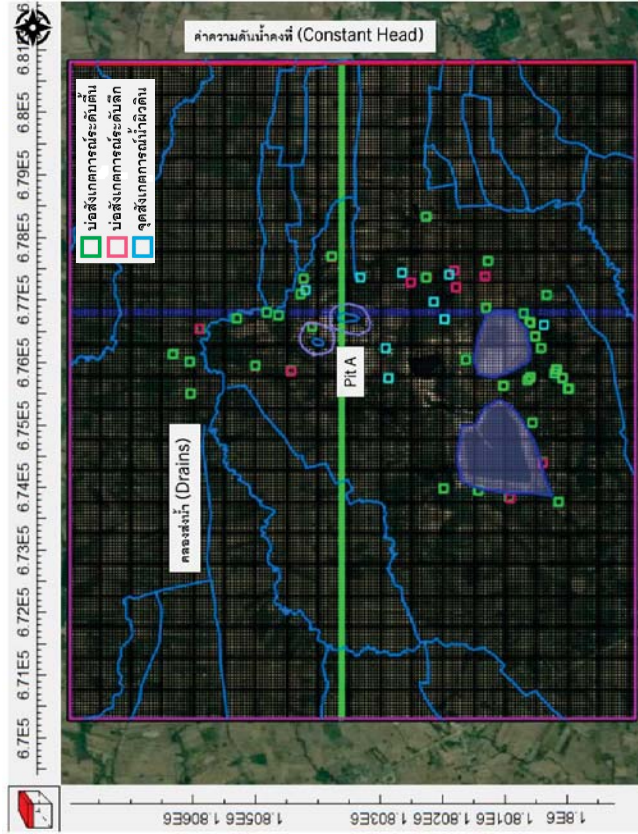 6.7E5 6.71E5 6.72E5 6.73E5 6.74E5 6.75E5 6.76E5 6.77E5 6.78E5 6.79E5 6.8E5
ค่าความดันน้ำคงที่ (Constant Head)
บ่อสังเกตการณ์ระดับตื้น
บ่อสังเกตการณ์ระดับลึก
จุดสังเกตการณ์น้ำผิวดิน
คลองส่งน้ำ (Drains)
Pit A
1.806E6 1.805E6 1.803E6 1.802E6 1.801E6 1.8E6